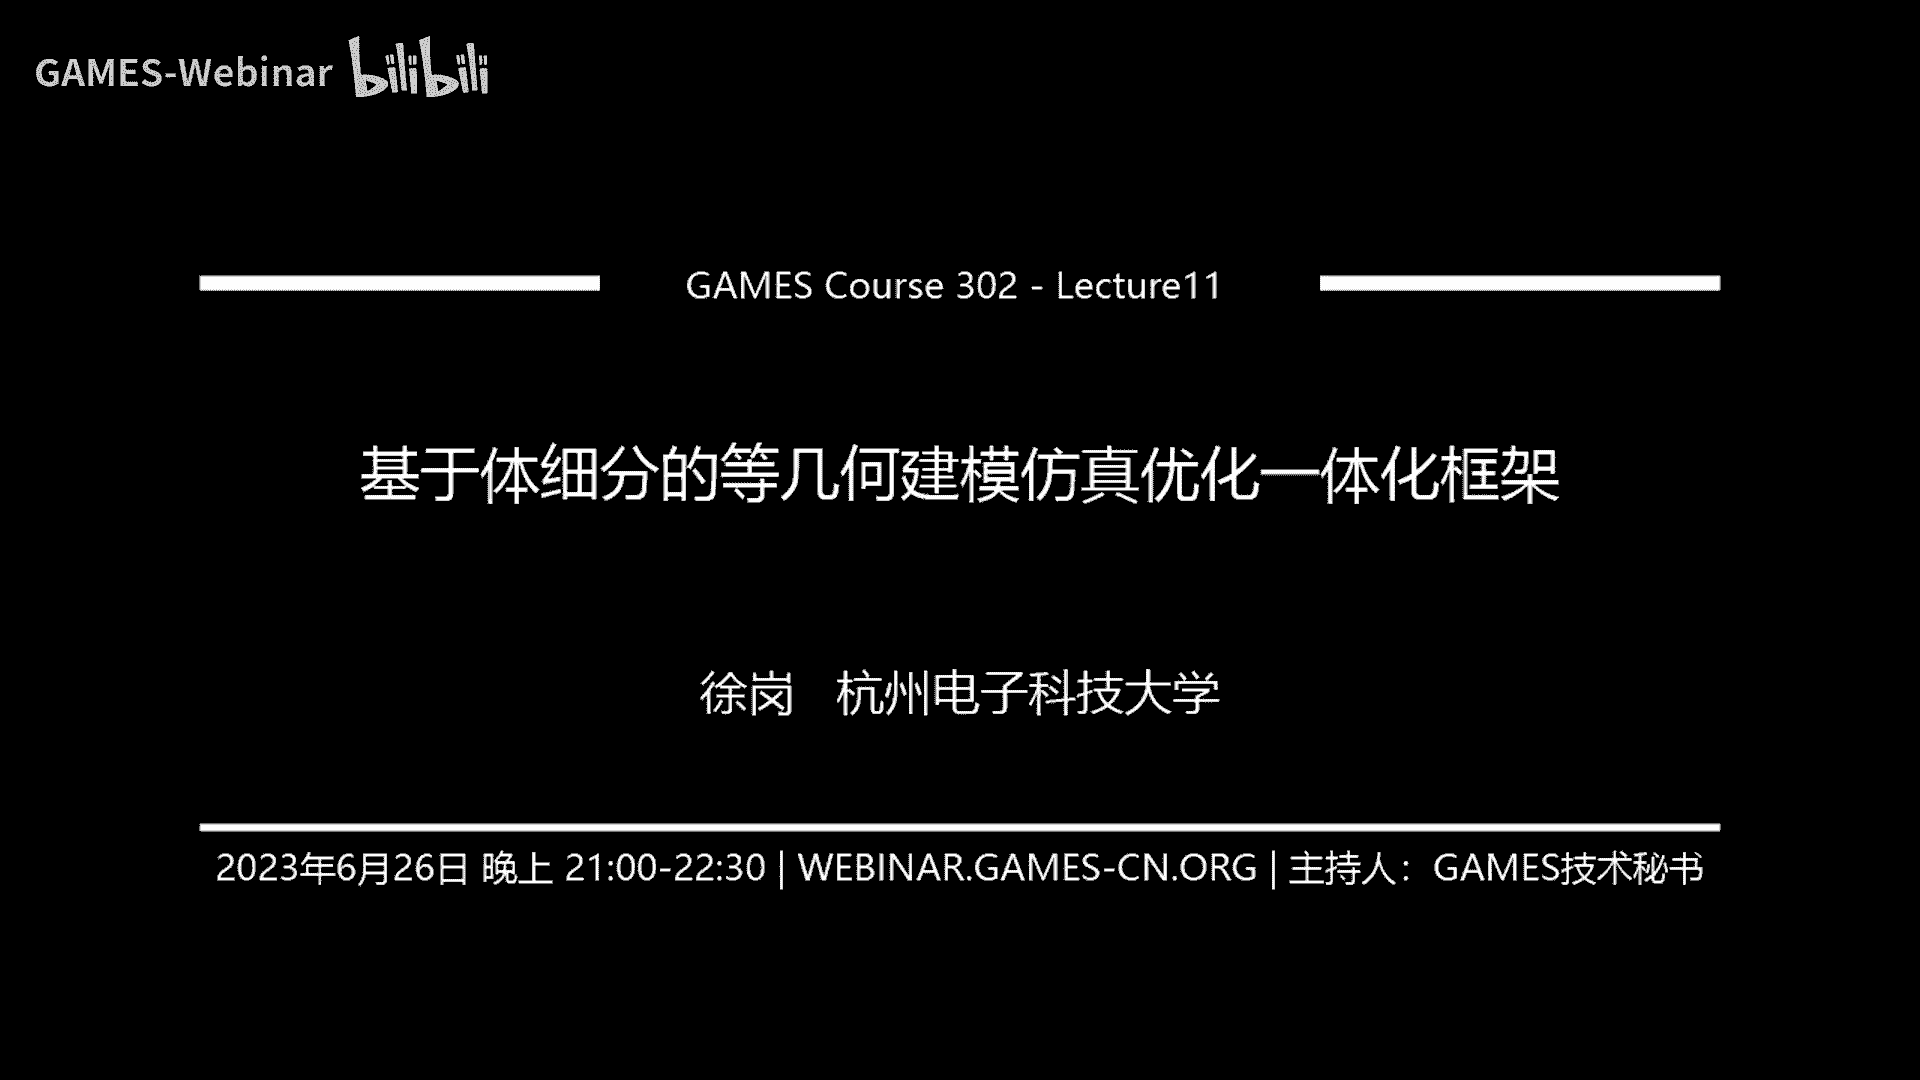 GAMES-Webinar bilibili
GAMES Course 302 - Lecture11
基于体细分的等几何建模仿真优化一体化框架
徐岗 杭州电子科技大学
2023年6月26日 晚上 21:00-22:30 | WEBINAR.GAMES-CN.ORG | 主持人：GAMES技术秘书